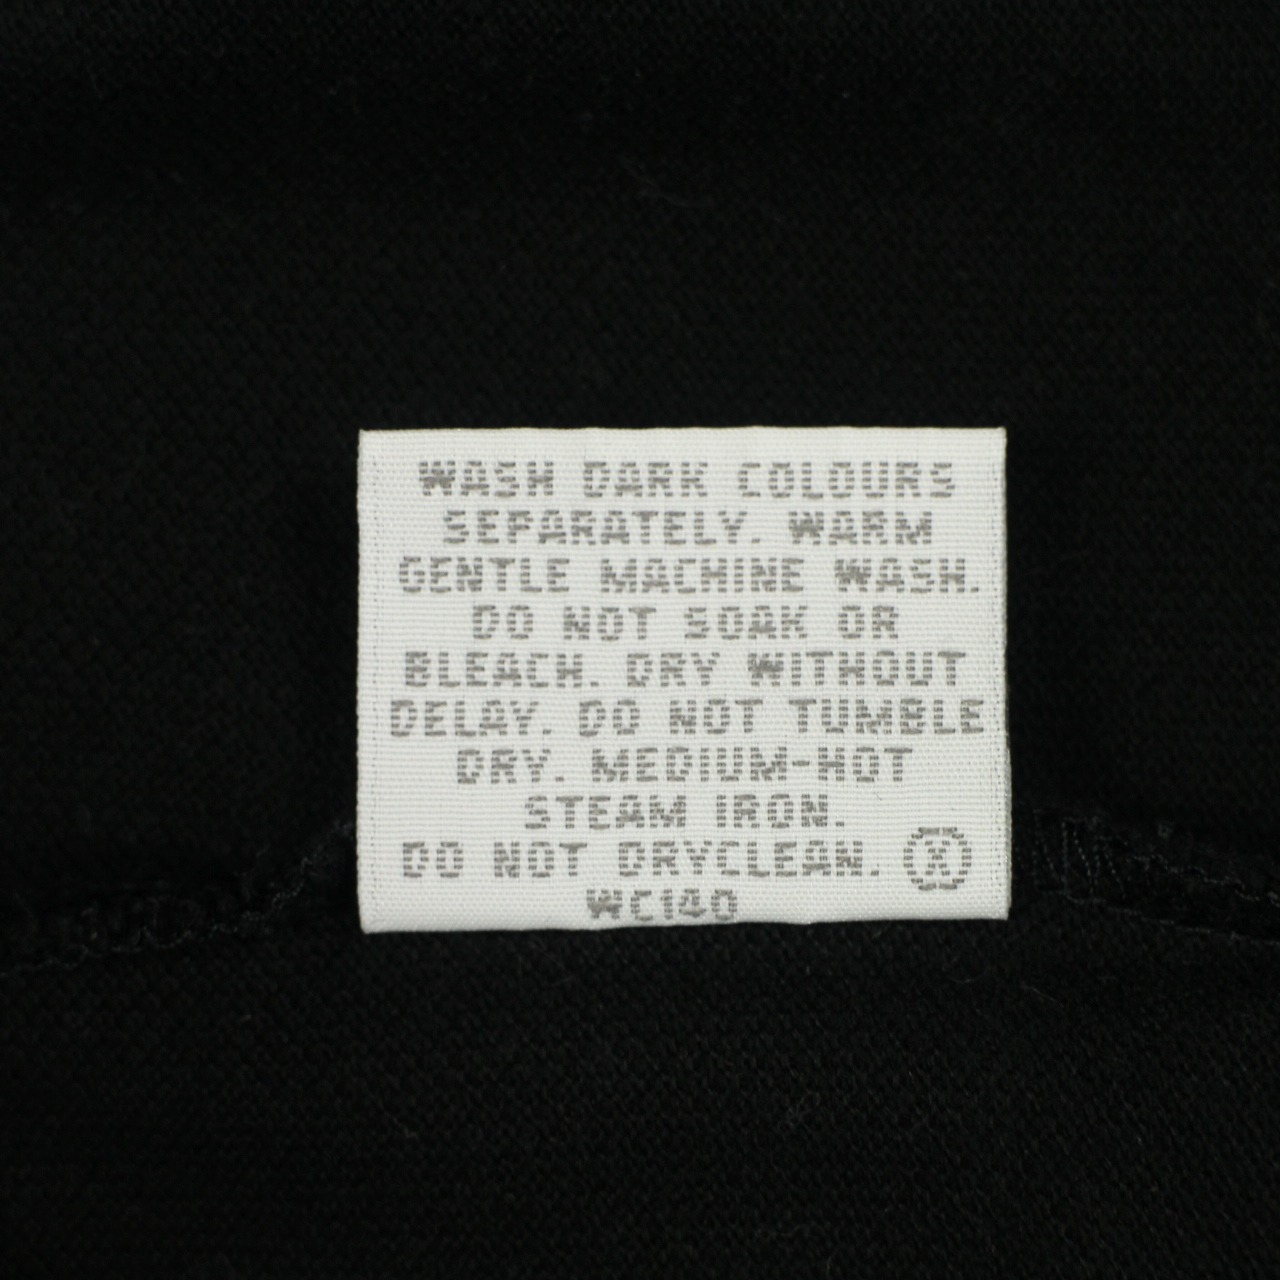 WASH DARK COLOURS
SEPARATELY. WARM
GENTLE MACHINE WASH.
DO NOT SOAK OR
BLEACH. DRY WITHOUT
DELAY. DO NOT TUMBLE
DRY. MEDIUM-HOT
STEAM IRON.
DO NOT DRYCLEAN. Ⓧ
WC140